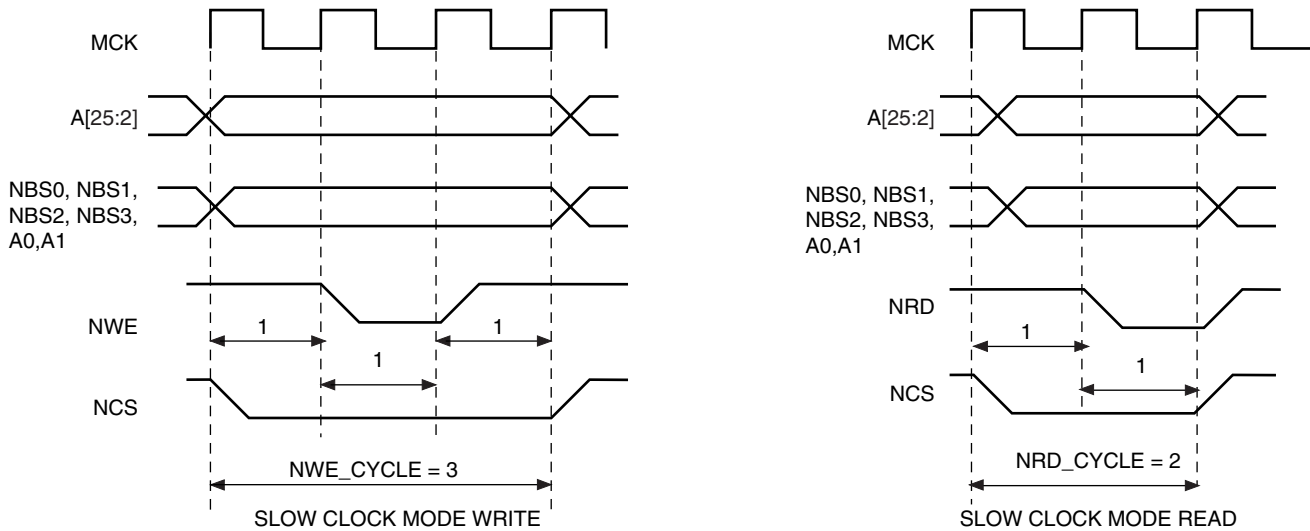 MCK
A[25:2]
NBS0, NBS1,
NBS2, NBS3,
A0,A1
NWE
1
1
1
NCS
NWE_CYCLE = 3
SLOW CLOCK MODE WRITE
MCK
A[25:2]
NBS0, NBS1,
NBS2, NBS3,
A0,A1
NRD
1
1
NCS
NRD_CYCLE = 2
SLOW CLOCK MODE READ